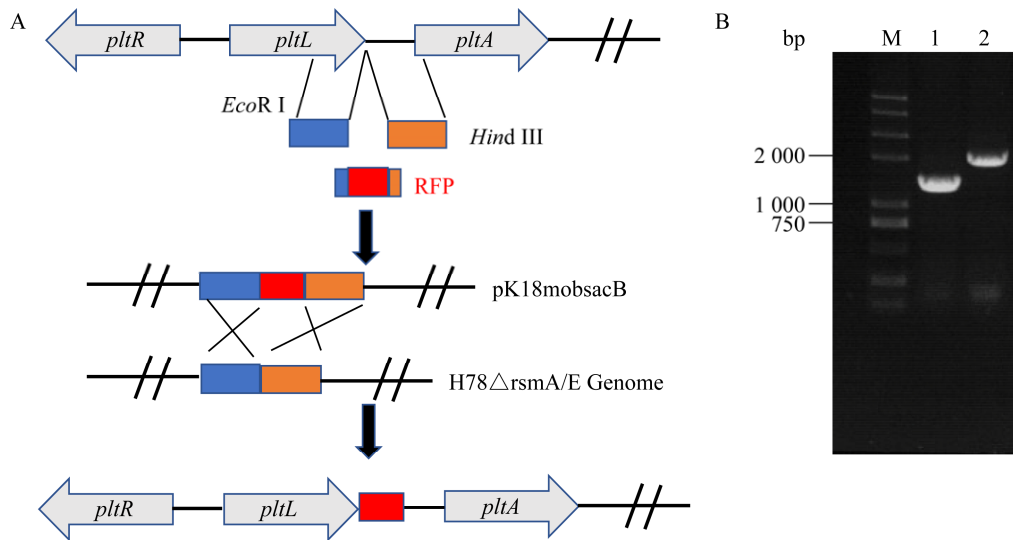 A
pltR pltL pltA
EcoR I
Hind III
RFP
pK18mobsacB
H78△rsmA/E Genome
pltR pltL pltA
B
bp M 1 2
2 000
1 000
750